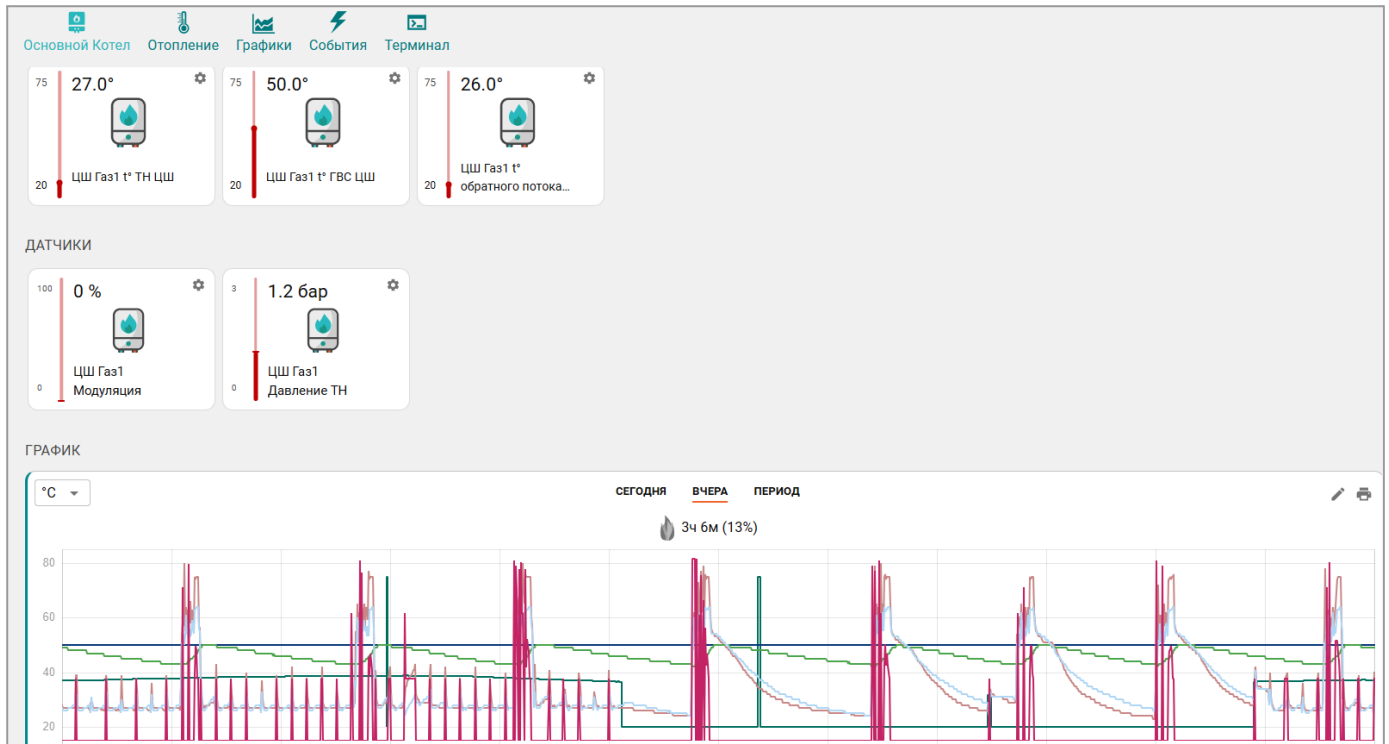 Основной Котел Отопление Графики События Терминал
75 27.0°
20 ЦШ Газ1 t° ТН ЦШ
75 50.0°
20 ЦШ Газ1 t° ГВС ЦШ
75 26.0°
ЦШ Газ1 t°
20 обратного потока...
ДАТЧИКИ
100 0 %
ЦШ Газ1
0 Модуляция
3 1.2 бар
ЦШ Газ1
0 Давление ТН
ГРАФИК
°C СЕГОДНЯ ВЧЕРА ПЕРИОД
3ч 6м (13%)
80
60
40
20